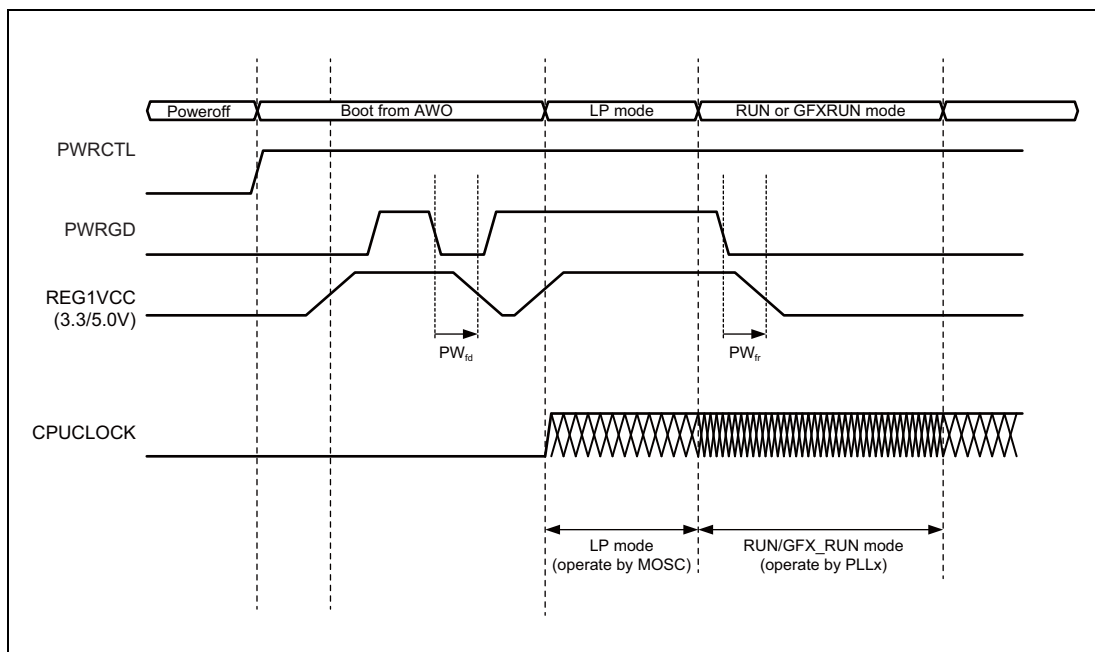 Poweroff
Boot from AWO
LP mode
RUN or GFXRUN mode
PWRCTL
PWRGD
REG1VCC
(3.3/5.0V)
PWfd
PWfr
CPUCLOCK
LP mode
(operate by MOSC)
RUN/GFX_RUN mode
(operate by PLLx)